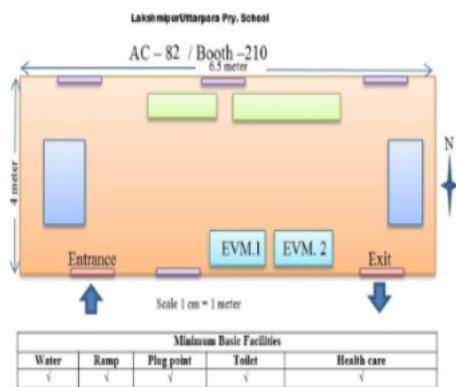 LakshmipurUttarpara Pry. School
AC – 82 / Booth –210
6.5 meter
4 meter
N
EVM.1 EVM. 2
Entrance Exit
Scale 1 cm = 1 meter
Minimum Basic Facilities
Water Ramp Plug point Toilet Health care
√ √ √ √ √